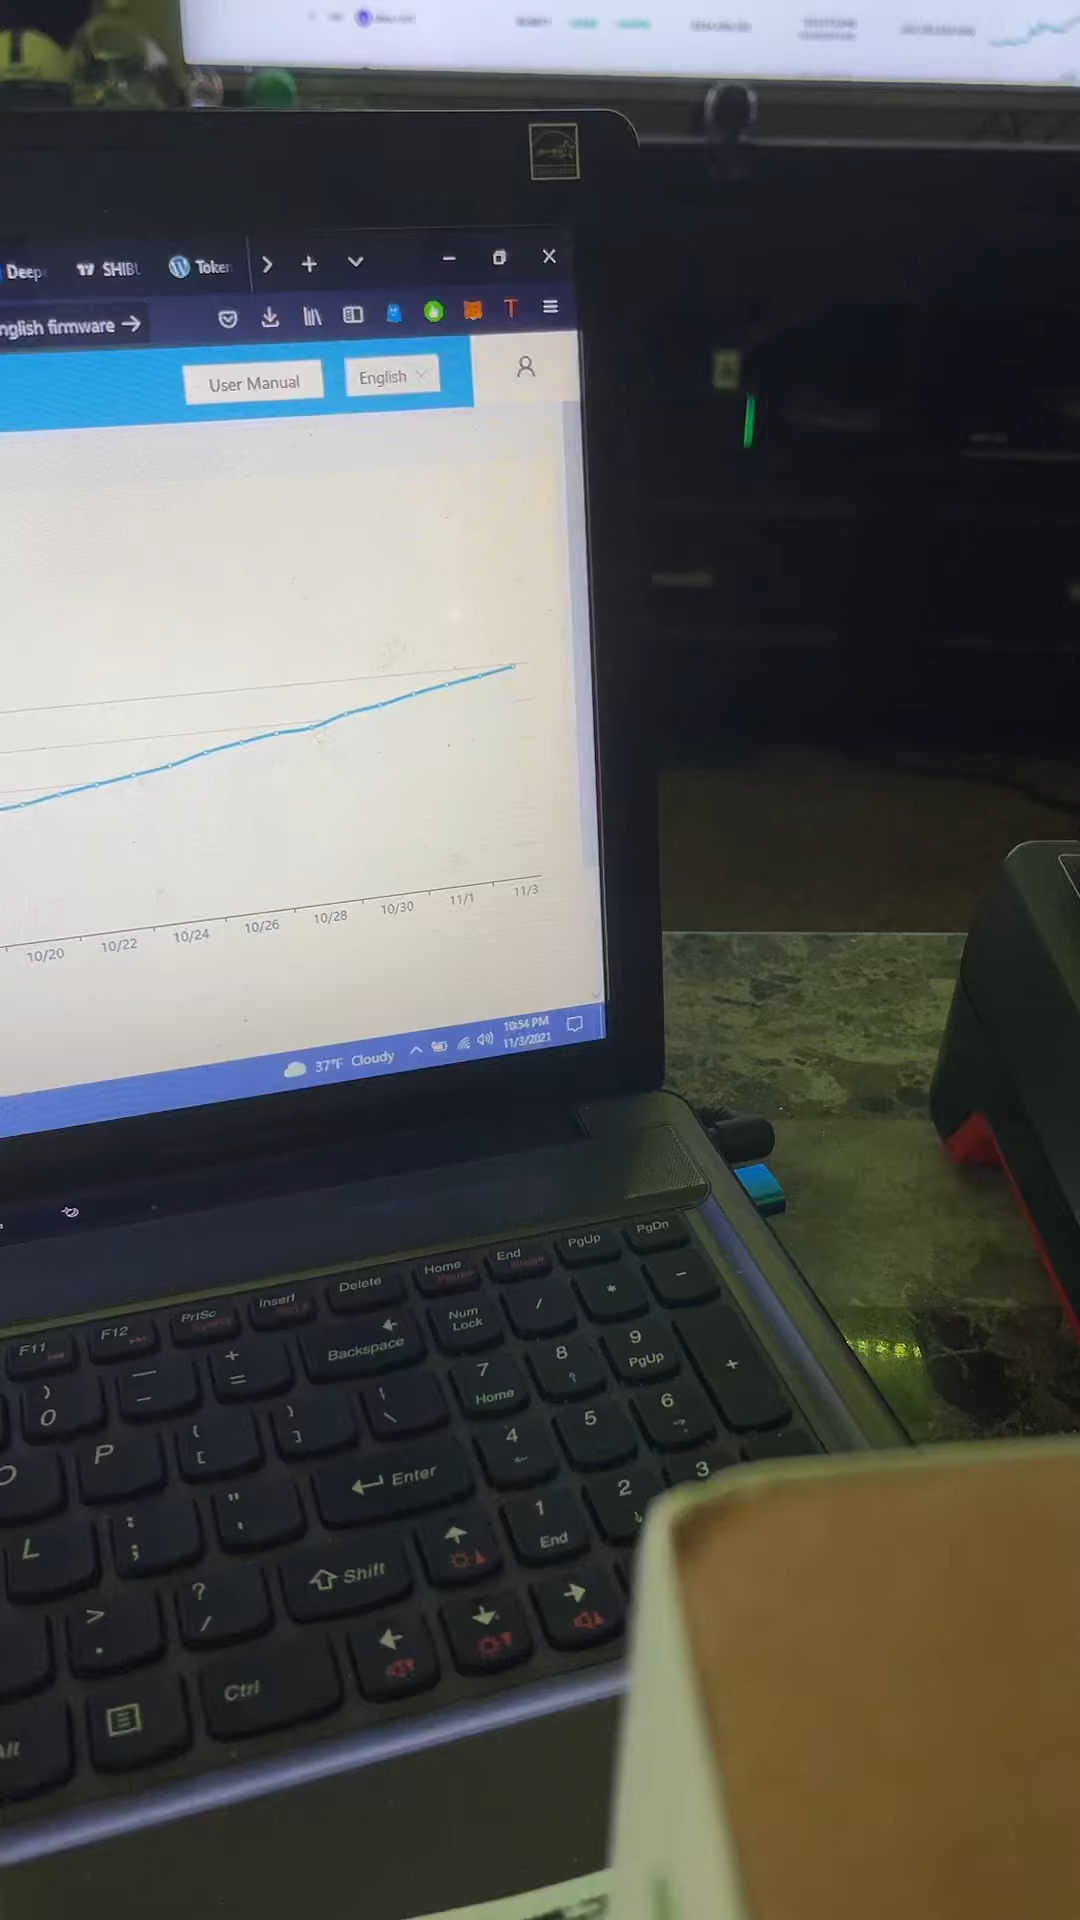 Deep
SHIBU
Token
nglish firmware →
User Manual
English
10/20
10/22
10/24
10/26
10/28
10/30
11/1
11/3
37°F Cloudy
10:54 PM
11/3/2021
F11
F12
PrtSc
Insert
Delete
Home
End
PgUp
PgDn
) 0
_ -
+ =
Backspace
Num Lock
/
*
-
P
{ [
} ]
| \
7 Home
8
9 PgUp
+
L
: ;
" '
Enter
4
5
6
> .
? /
Shift
1 End
2
3
Alt
Ctrl